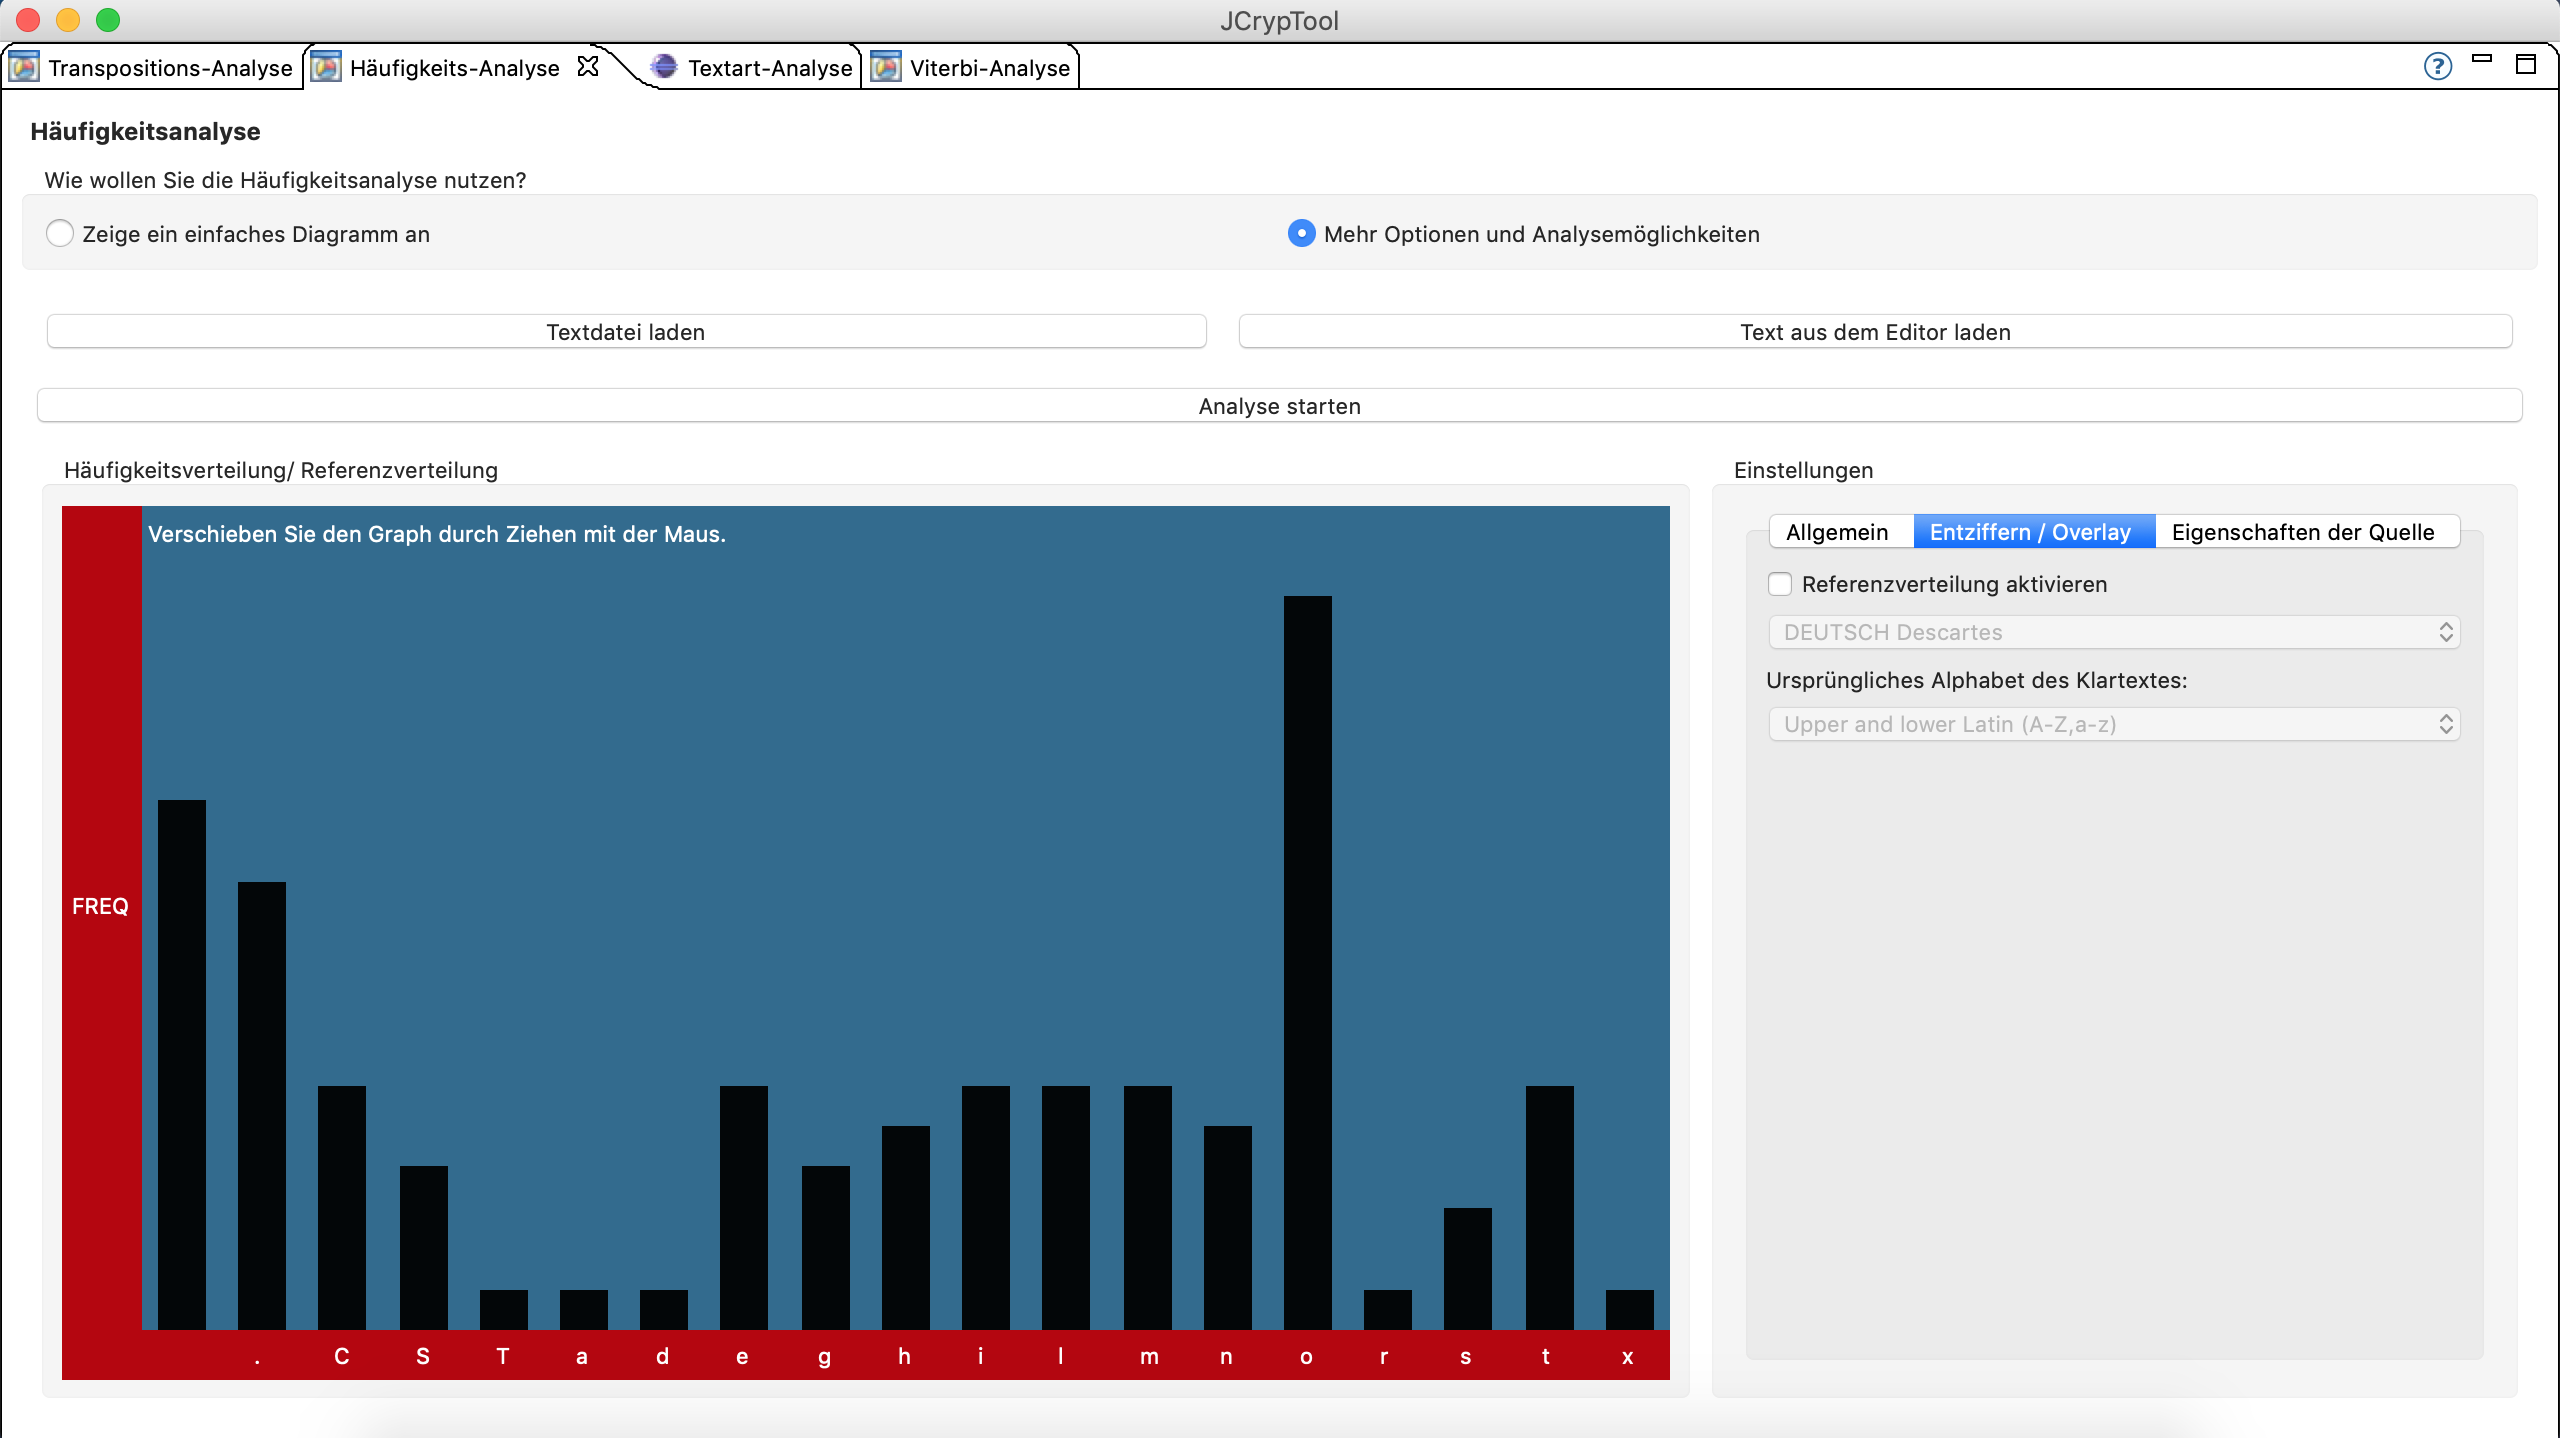 JCrypTool
Transpositions-Analyse Häufigkeits-Analyse Textart-Analyse Viterbi-Analyse
Häufigkeitsanalyse
Wie wollen Sie die Häufigkeitsanalyse nutzen?
Zeige ein einfaches Diagramm an Mehr Optionen und Analysemöglichkeiten
Textdatei laden Text aus dem Editor laden
Analyse starten
Häufigkeitsverteilung/ Referenzverteilung
Verschieben Sie den Graph durch Ziehen mit der Maus.
FREQ
. C S T a d e g h i l m n o r s t x
Einstellungen
Allgemein Entziffern / Overlay Eigenschaften der Quelle
Referenzverteilung aktivieren
DEUTSCH Descartes
Ursprüngliches Alphabet des Klartextes:
Upper and lower Latin (A-Z,a-z)